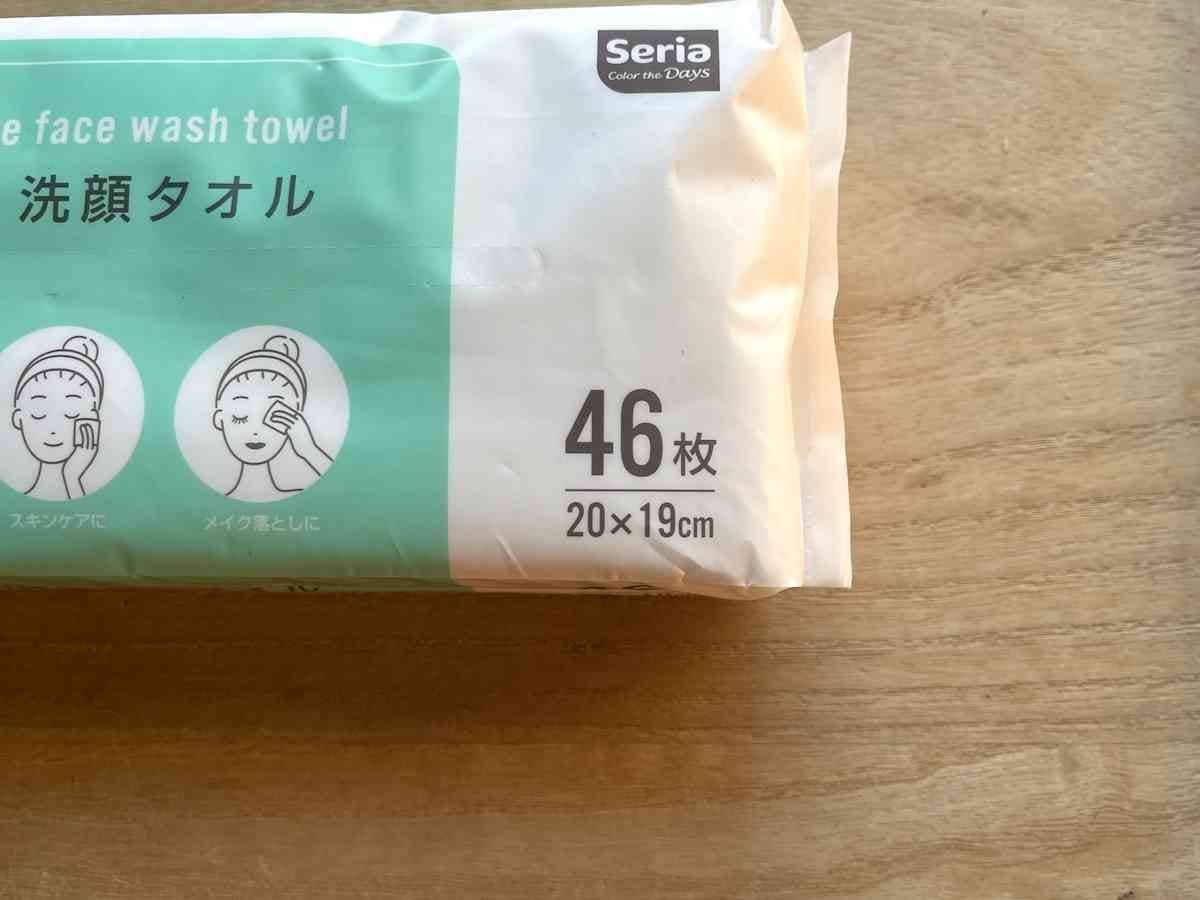 Seria
Color the Days
e face wash towel
洗顔タオル
スキンケアに
メイク落としに
46枚
20×19cm